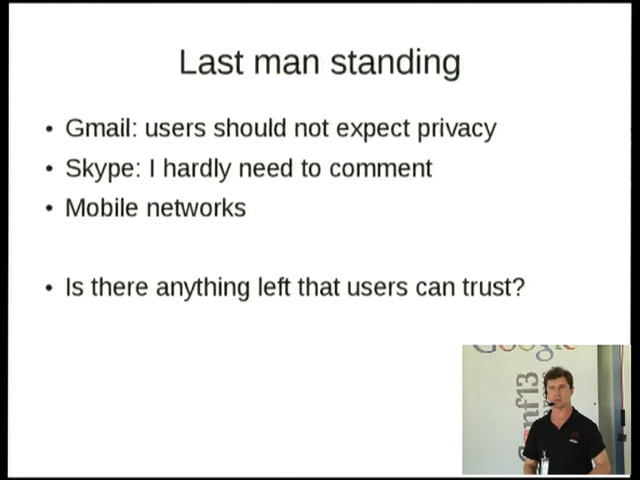 Last man standing
• Gmail: users should not expect privacy
• Skype: I hardly need to comment
• Mobile networks
• Is there anything left that users can trust?
Google